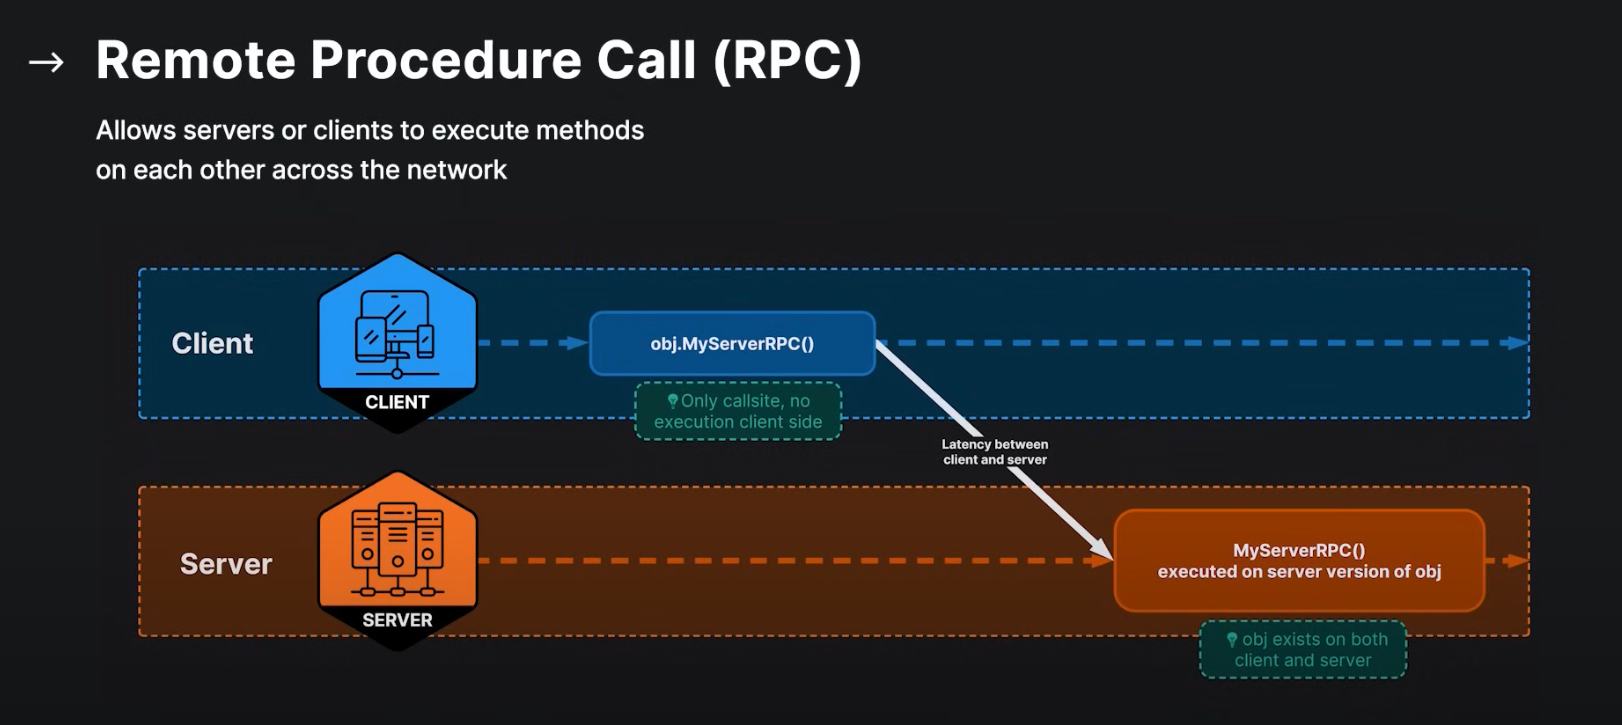 → Remote Procedure Call (RPC)
Allows servers or clients to execute methods
on each other across the network
Client
CLIENT
obj.MyServerRPC()
Only callsite, no
execution client side
Latency between
client and server
Server
SERVER
MyServerRPC()
executed on server version of obj
obj exists on both
client and server